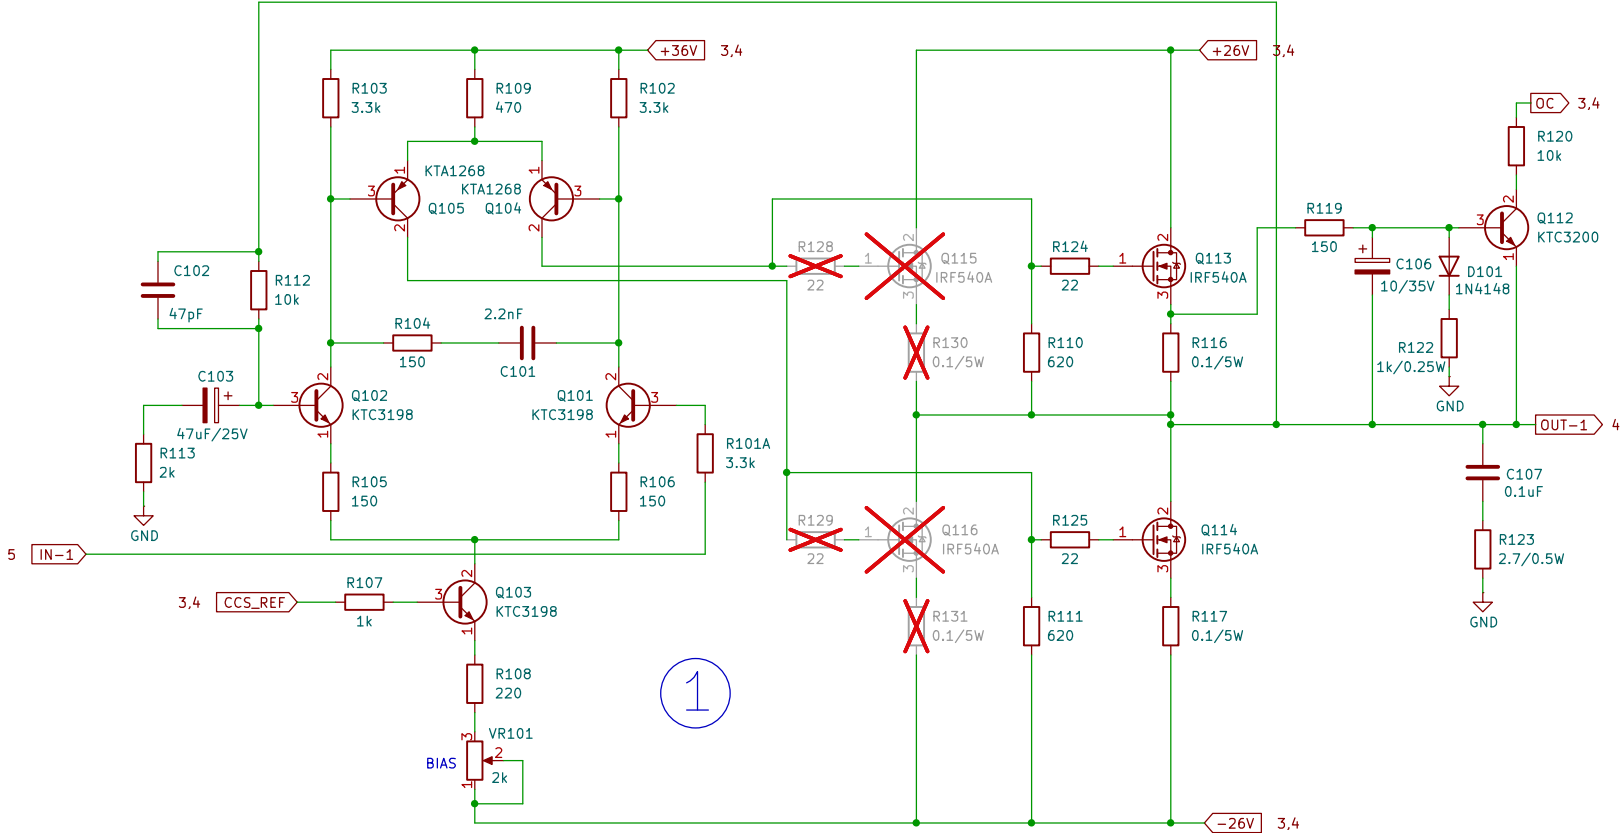 +36V 3,4
+26V 3,4
R103
3.3k
R109
470
R102
3.3k
OC 3,4
R120
10k
1
KTA1268
3
Q105
2
1
KTA1268
3
Q104
2
R119
150
2
3
Q112
KTC3200
1
R128
22
2
1
Q115
IRF540A
3
R124
22
2
1
Q113
IRF540A
3
+
C106
10/35V
D101
1N4148
C102
47pF
R112
10k
R104
150
2.2nF
C101
R130
0.1/5W
R110
620
R116
0.1/5W
R122
1k/0.25W
GND
C103
+
47uF/25V
2
3
Q102
KTC3198
1
2
Q101
3
KTC3198
1
OUT-1 4
R113
2k
GND
R101A
3.3k
R105
150
R106
150
C107
0.1uF
R129
22
2
1
Q116
IRF540A
3
R125
22
2
1
Q114
IRF540A
3
R123
2.7/0.5W
GND
5 IN-1
3,4 CCS_REF
R107
1k
2
3
Q103
KTC3198
1
R131
0.1/5W
R111
620
R117
0.1/5W
R108
220
1
VR101
3
BIAS
2
2k
1
-26V 3,4